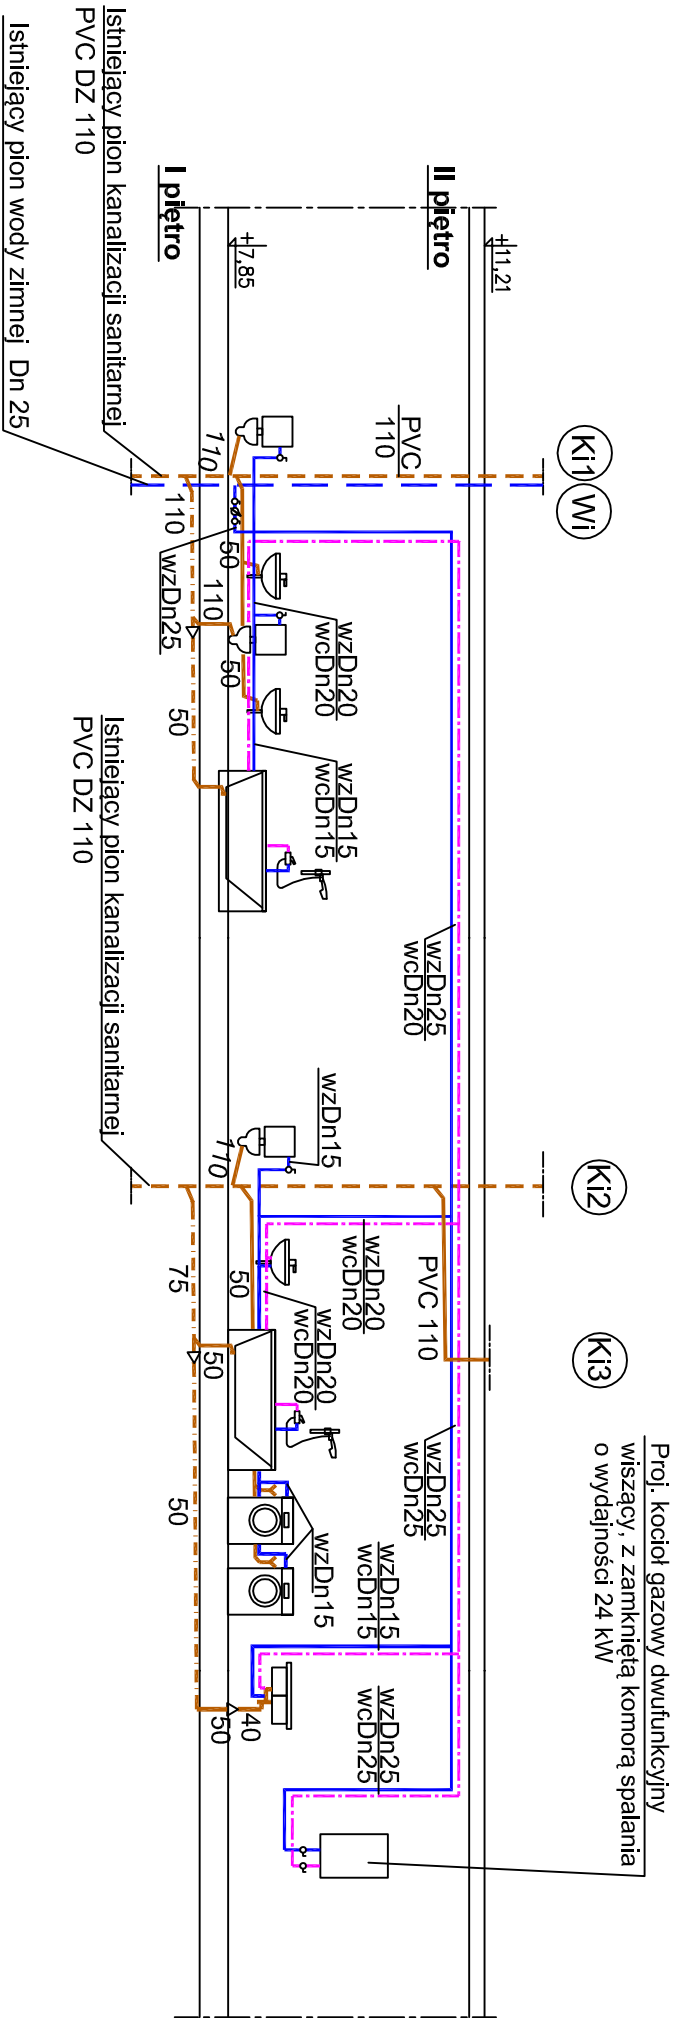 Ki1
Wi
Ki2
Ki3
Proj. kocioł gazowy dwufunkcyjny
wiszący, z zamkniętą komorą spalania
o wydajności 24 kW
+11,21
II piętro
PVC
110
wzDn25
wcDn20
PVC 110
wzDn25
wcDn25
wzDn20
wcDn20
wzDn15
wcDn15
wzDn20
wcDn20
wzDn15
wcDn15
wzDn15
wzDn20
wcDn20
wzDn15
wzDn25
wcDn25
+7,85
I piętro
110
50
110
50
110
50
50
40
50
110
wzDn25
50
75
50
Istniejący pion kanalizacji sanitarnej
PVC DZ 110
Istniejący pion wody zimnej Dn 25
Istniejący pion kanalizacji sanitarnej
PVC DZ 110